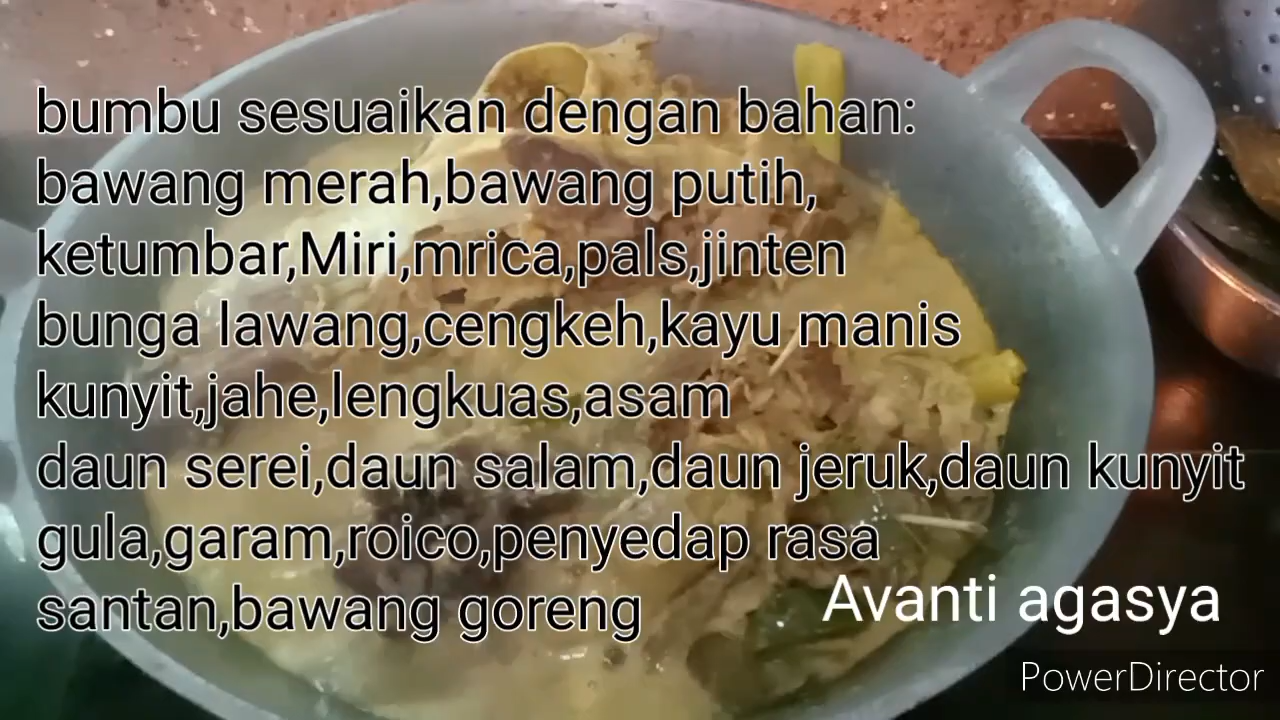 bumbu sesuaikan dengan bahan:
bawang merah,bawang putih,
ketumbar,Miri,mrica,pals,jinten
bunga lawang,cengkeh,kayu manis
kunyit,jahe,lengkuas,asam
daun serei,daun salam,daun jeruk,daun kunyit
gula,garam,roico,penyedap rasa
santan,bawang goreng
Avanti agasya
PowerDirector